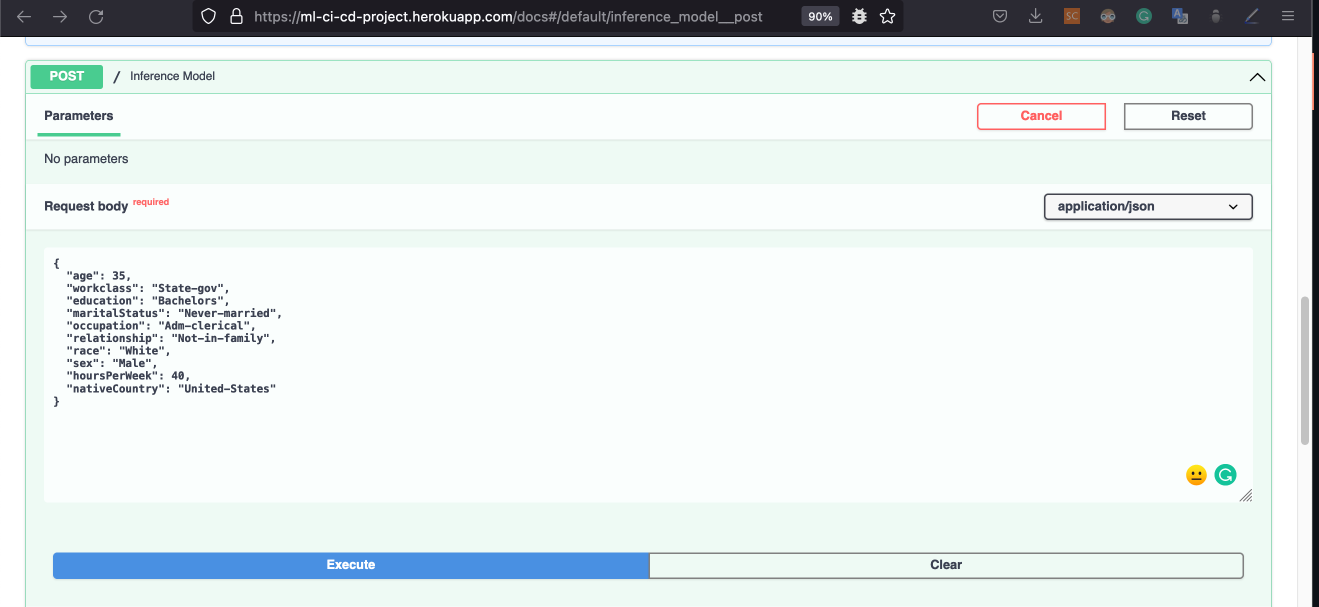 https://ml-ci-cd-project.herokuapp.com/docs#/default/inference_model__post 90% SC
POST / Inference Model
Parameters Cancel Reset
No parameters
Request body required application/json
{
"age": 35,
"workclass": "State-gov",
"education": "Bachelors",
"maritalStatus": "Never-married",
"occupation": "Adm-clerical",
"relationship": "Not-in-family",
"race": "White",
"sex": "Male",
"hoursPerWeek": 40,
"nativeCountry": "United-States"
}
Execute Clear